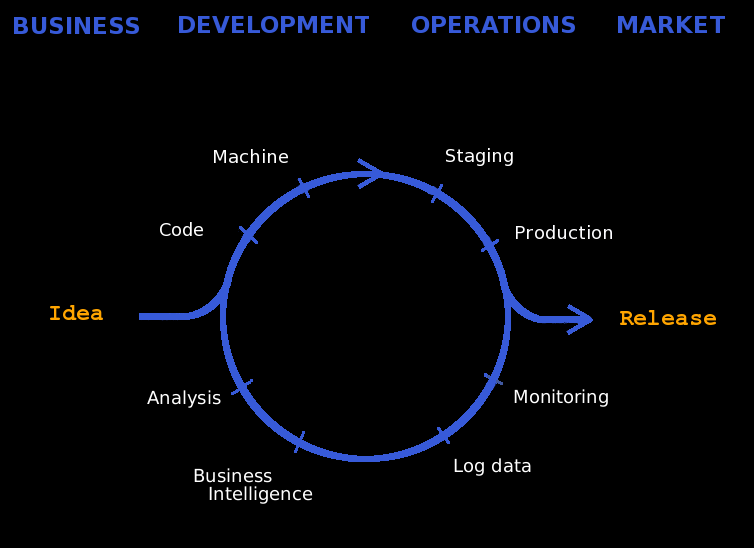 BUSINESS DEVELOPMENT OPERATIONS MARKET
Machine
Staging
Code
Production
Idea
Release
Analysis
Monitoring
Business
Intelligence
Log data